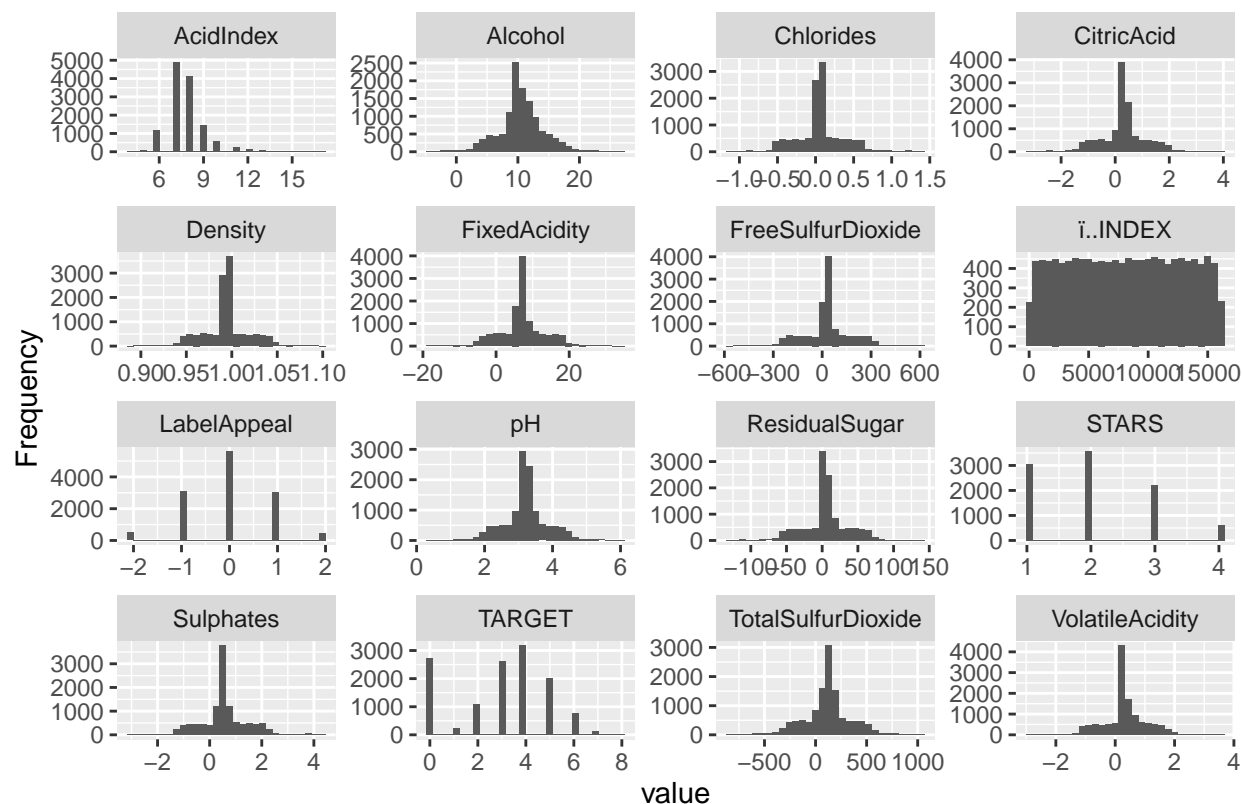 AcidIndex Alcohol Chlorides CitricAcid
5000 4000 3000 2000 1000 0
6 9 12 15
2500 1500 500 0
0 10 20
3000 2000 1000 0
−1.0 −0.5 0.0 0.5 1.0 1.5
4000 3000 2000 1000 0
−2 0 2 4
Density FixedAcidity FreeSulfurDioxide ï..INDEX
3000 2000 1000 0
0.90 0.95 1.00 1.05 1.10
4000 3000 2000 1000 0
−20 0 20
4000 3000 2000 1000 0
−600 −300 0 300 600
400 300 200 100 0
0 5000 10000 15000
Frequency
LabelAppeal pH ResidualSugar STARS
4000 2000 0
−2 −1 0 1 2
3000 2000 1000 0
0 2 4 6
3000 2000 1000 0
−100 −50 0 50 100 150
3000 2000 1000 0
1 2 3 4
Sulphates TARGET TotalSulfurDioxide VolatileAcidity
3000 2000 1000 0
−2 0 2 4
3000 2000 1000 0
0 2 4 6 8
3000 2000 1000 0
−500 0 500 1000
4000 3000 2000 1000 0
−2 0 2 4
value